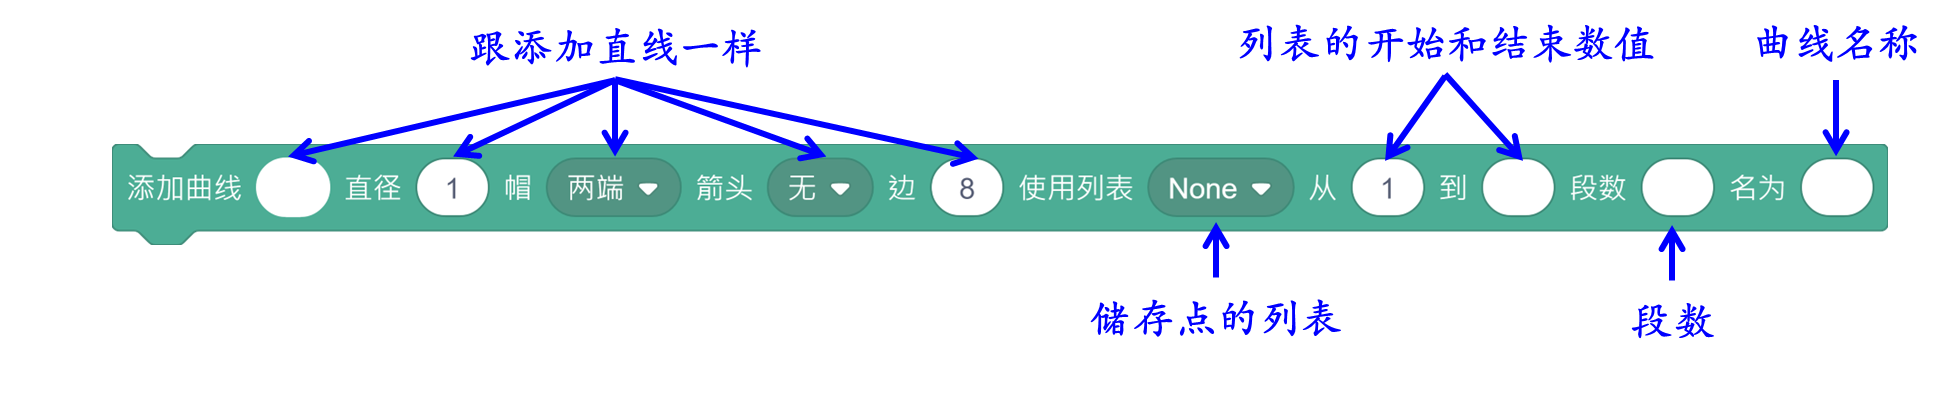 跟添加直线一样
列表的开始和结束数值
曲线名称
添加曲线 直径 1 帽 两端 箭头 无 边 8 使用列表 None 从 1 到 段数 名为
储存点的列表
段数